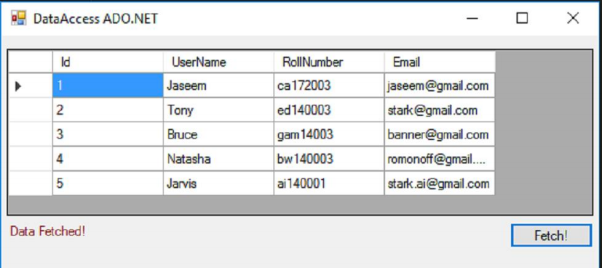 DataAccess ADO.NET
Id UserName RollNumber Email
1 Jaseem ca172003 jaseem@gmail.com
2 Tony ed140003 stark@gmail.com
3 Bruce gam14003 banner@gmail.com
4 Natasha bw140003 romonoff@gmail....
5 Jarvis ai140001 stark.ai@gmail.com
Data Fetched! Fetch!